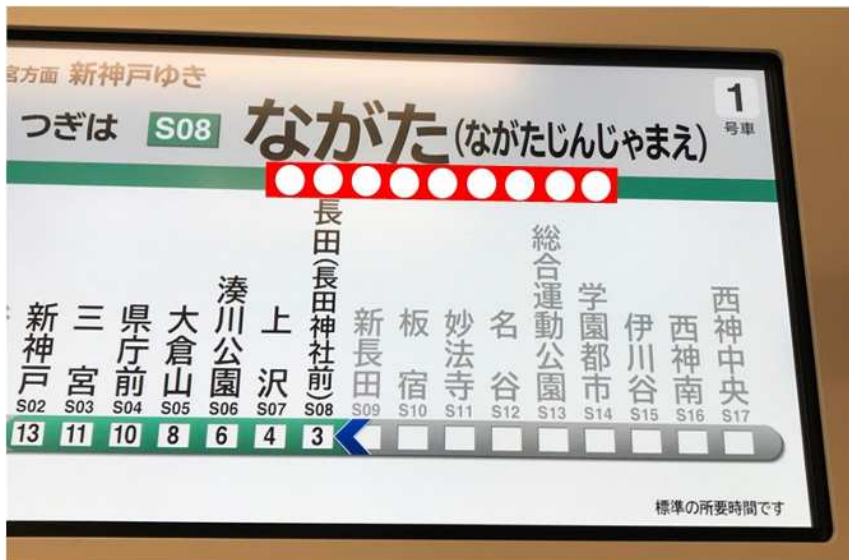 宮方面 新神戸ゆき
つぎは S08 ながた(ながたじんじゃまえ)
1
号車
新神戸
三宮
県庁前
大倉山
湊川公園
上沢
長田(長田神社前)
新長田
板宿
妙法寺
名谷
総合運動公園
学園都市
伊川谷
西神南
西神中央
S02 S03 S04 S05 S06 S07 S08 S09 S10 S11 S12 S13 S14 S15 S16 S17
13 11 10 8 6 4 3
標準の所要時間です